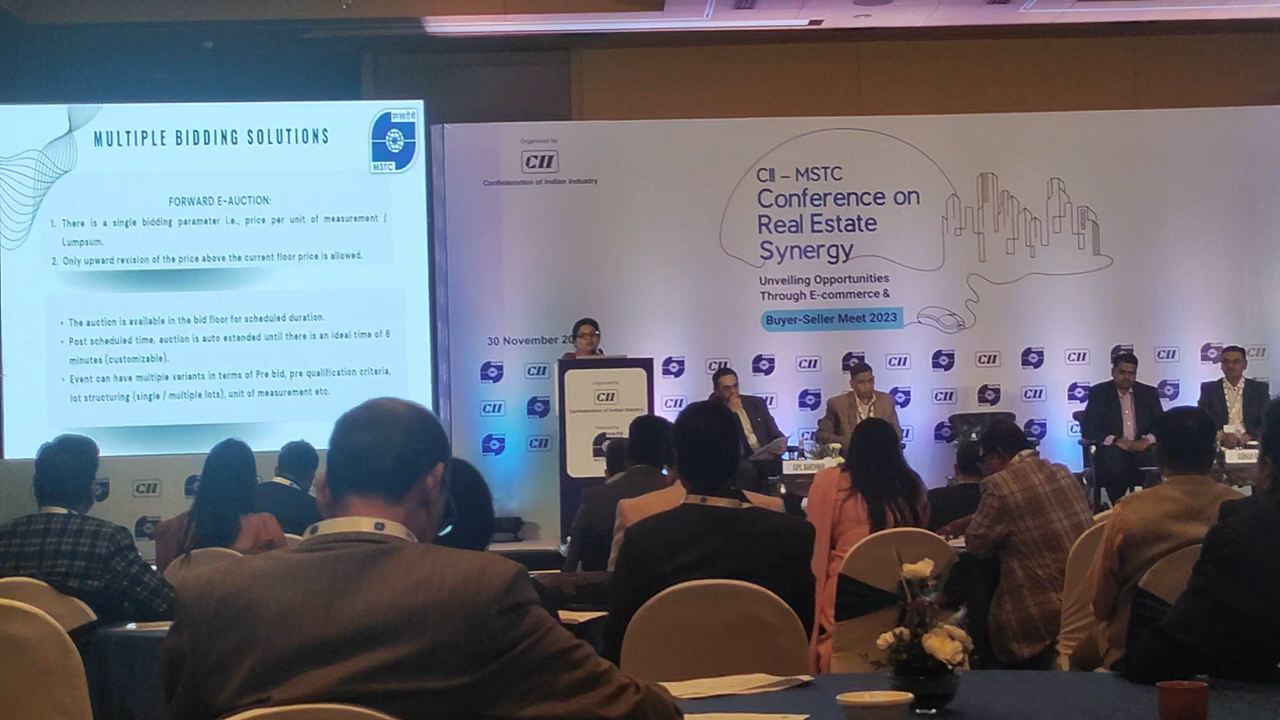 MULTIPLE BIDDING SOLUTIONS
MSTC
FORWARD E-AUCTION:
1. There is a single bidding parameter i.e., price per unit of measurement /
Lumpsum.
2. Only upward revision of the price above the current floor price is allowed.
• The auction is available in the bid floor for scheduled duration.
• Post scheduled time, auction is auto extended until there is an ideal time of 8
minutes (customizable).
• Event can have multiple variants in terms of Pre bid, pre qualification criteria,
lot structuring (single / multiple lots), unit of measurement etc.
Organised by
CII
Confederation of Indian Industry
CII – MSTC
Conference on
Real Estate
Synergy
Unveiling Opportunities
Through E-commerce &
Buyer-Seller Meet 2023
30 November 20
Organised by
CII
Confederation of Indian Industry